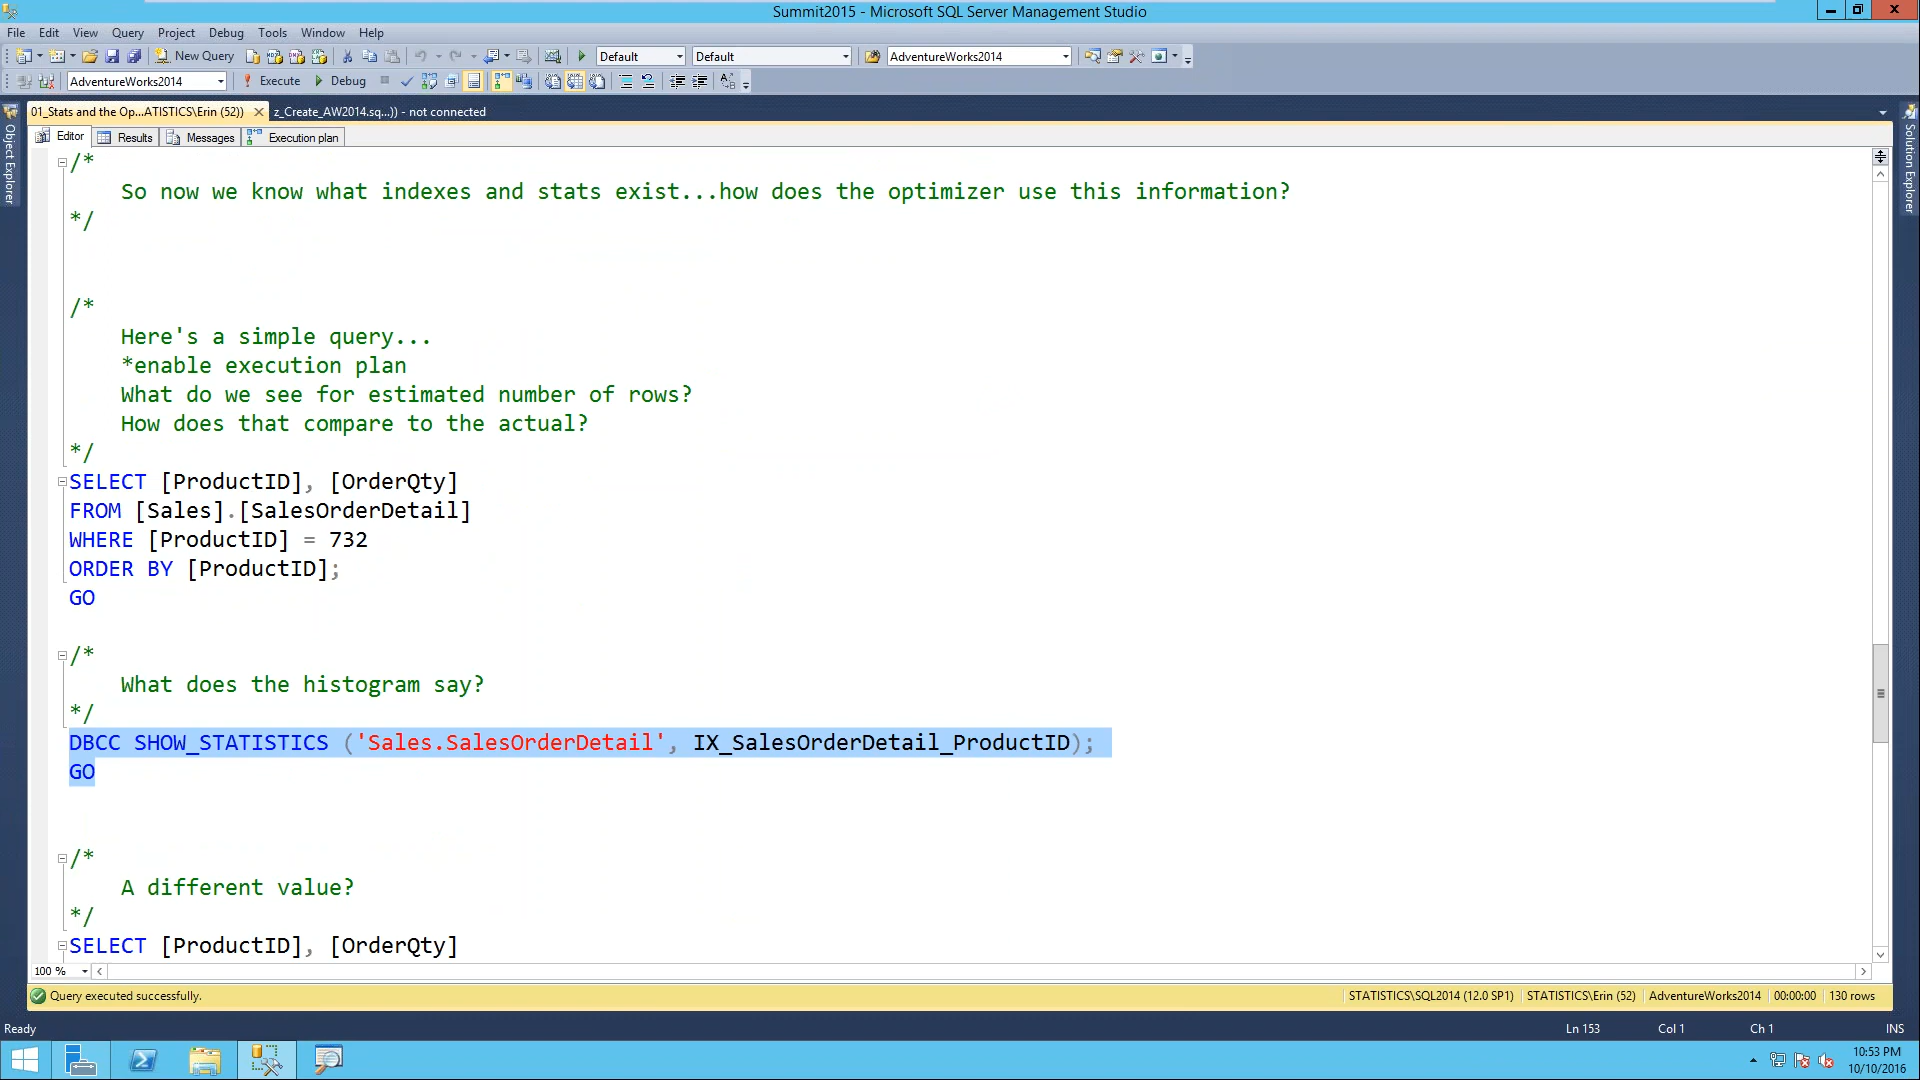 Summit2015 - Microsoft SQL Server Management Studio
File Edit View Query Project Debug Tools Window Help
New Query Default Default AdventureWorks2014
AdventureWorks2014 Execute Debug
01_Stats and the Op...ATISTICS\Erin (52)) z_Create_AW2014.sq...)) - not connected
Editor Results Messages Execution plan
Object Explorer
Solution Explorer
/*
So now we know what indexes and stats exist...how does the optimizer use this information?
*/
/*
Here's a simple query...
*enable execution plan
What do we see for estimated number of rows?
How does that compare to the actual?
*/
SELECT [ProductID], [OrderQty]
FROM [Sales].[SalesOrderDetail]
WHERE [ProductID] = 732
ORDER BY [ProductID];
GO
/*
What does the histogram say?
*/
DBCC SHOW_STATISTICS ('Sales.SalesOrderDetail', IX_SalesOrderDetail_ProductID);
GO
/*
A different value?
*/
SELECT [ProductID], [OrderQty]
100 %
Query executed successfully. STATISTICS\SQL2014 (12.0 SP1) STATISTICS\Erin (52) AdventureWorks2014 00:00:00 130 rows
Ready Ln 153 Col 1 Ch 1 INS
10:53 PM
10/10/2016